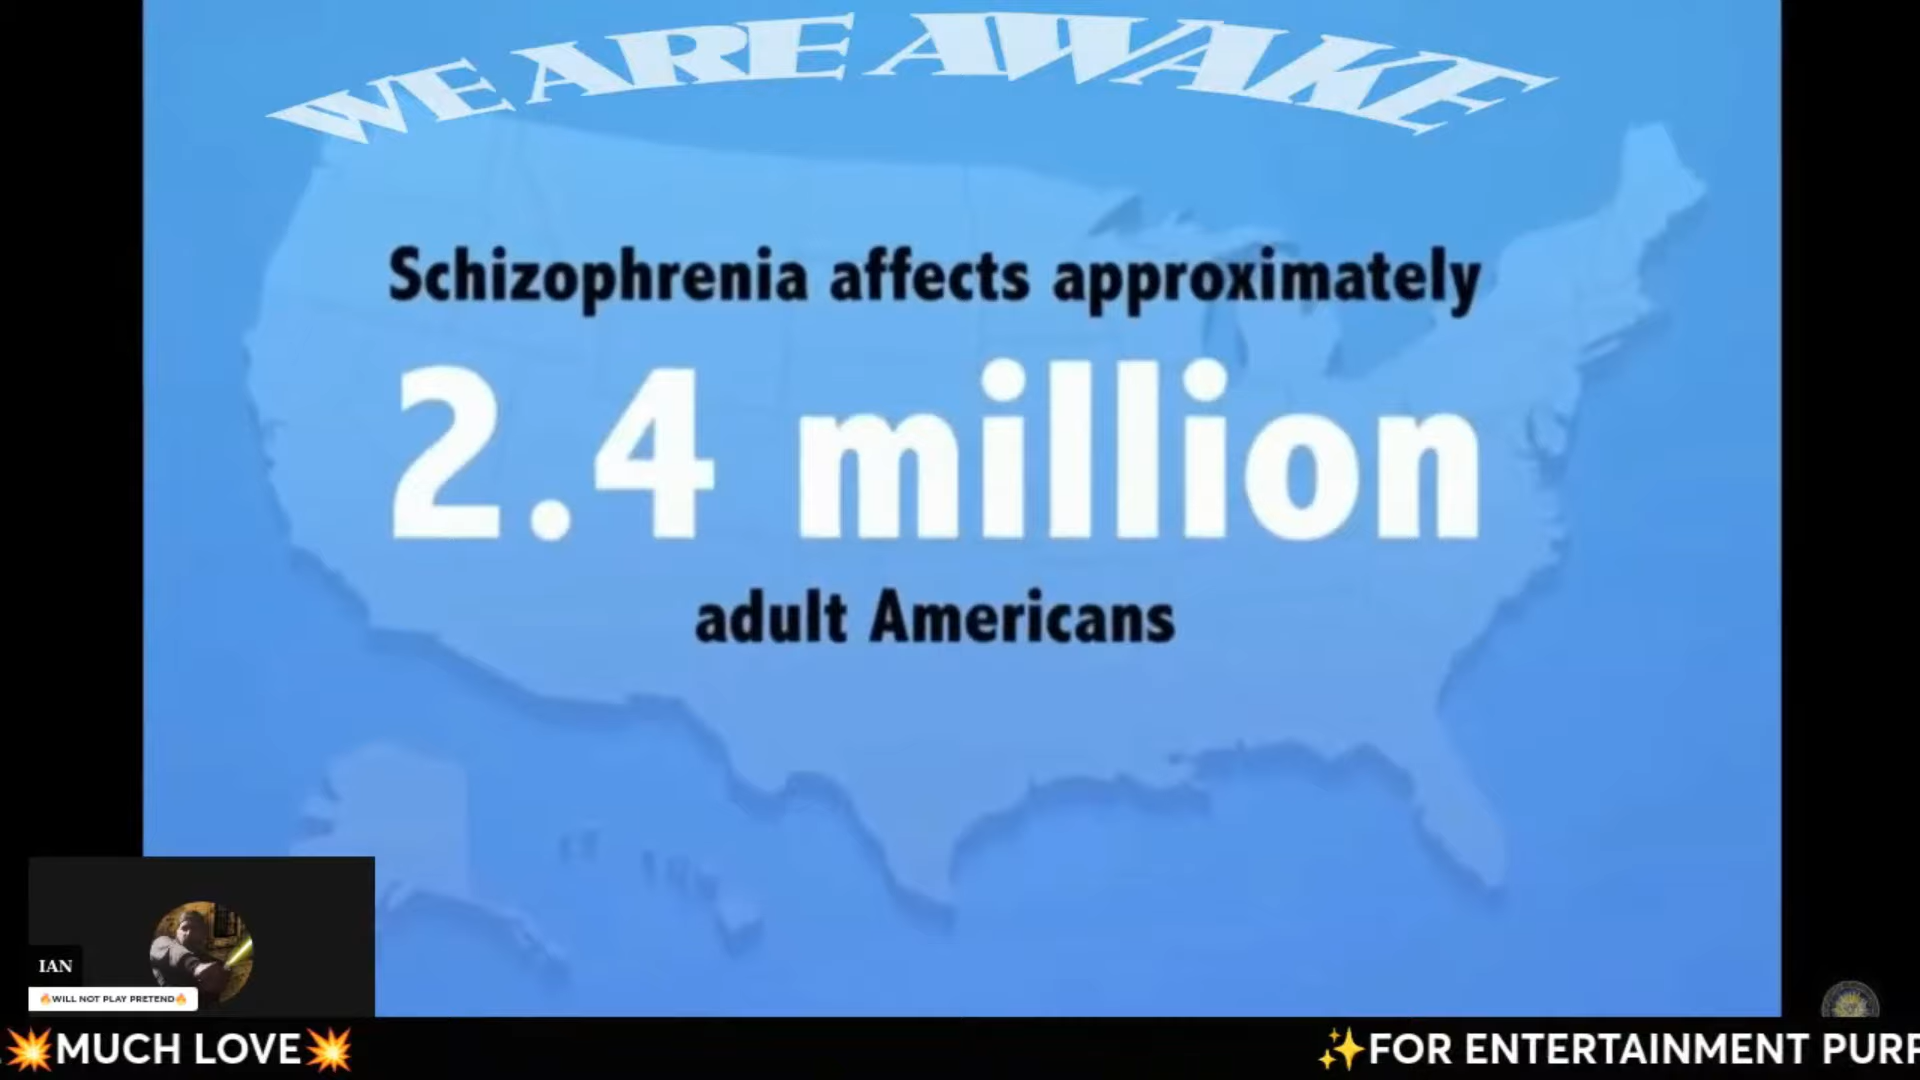 WE ARE AWAKE
Schizophrenia affects approximately
2.4 million
adult Americans
IAN
🔥WILL NOT PLAY PRETEND🔥
💥MUCH LOVE💥
✨FOR ENTERTAINMENT PURP